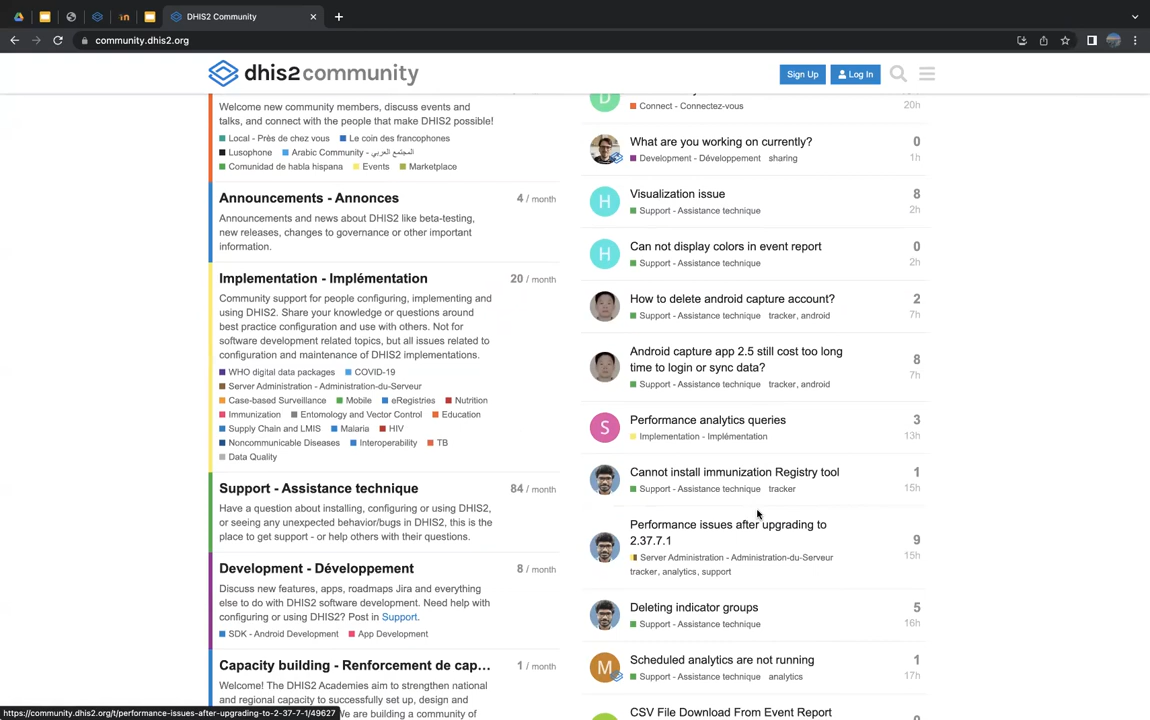 DHIS2 Community
community.dhis2.org
dhis2community
Sign Up
Log In
Welcome new community members, discuss events and
talks, and connect with the people that make DHIS2 possible!
Local - Près de chez vous
Le coin des francophones
Lusophone
Arabic Community - المجتمع العربي
Comunidad de habla hispana
Events
Marketplace
Announcements - Annonces
4 / month
Announcements and news about DHIS2 like beta-testing,
new releases, changes to governance or other important
information.
Implementation - Implémentation
20 / month
Community support for people configuring, implementing and
using DHIS2. Share your knowledge or questions around
best practice configuration and use with others. Not for
software development related topics, but all issues related to
configuration and maintenance of DHIS2 implementations.
WHO digital data packages
COVID-19
Server Administration - Administration-du-Serveur
Case-based Surveillance
Mobile
eRegistries
Nutrition
Immunization
Entomology and Vector Control
Education
Supply Chain and LMIS
Malaria
HIV
Noncommunicable Diseases
Interoperability
TB
Data Quality
Support - Assistance technique
84 / month
Have a question about installing, configuring or using DHIS2,
or seeing any unexpected behavior/bugs in DHIS2, this is the
place to get support - or help others with their questions.
Development - Développement
8 / month
Discuss new features, apps, roadmaps Jira and everything
else to do with DHIS2 software development. Need help with
configuring or using DHIS2? Post in Support.
SDK - Android Development
App Development
Capacity building - Renforcement de cap...
1 / month
Welcome! The DHIS2 Academies aim to strengthen national
and regional capacity to successfully set up, design and
We are building a community of
https://community.dhis2.org/t/performance-issues-after-upgrading-to-2-37-7-1/49627
D
Connect - Connectez-vous
20h
What are you working on currently?
0
Development - Développement sharing
1h
H
Visualization issue
8
Support - Assistance technique
2h
H
Can not display colors in event report
0
Support - Assistance technique
2h
How to delete android capture account?
2
Support - Assistance technique tracker, android
7h
Android capture app 2.5 still cost too long
time to login or sync data?
8
Support - Assistance technique tracker, android
7h
S
Performance analytics queries
3
Implementation - Implémentation
13h
Cannot install immunization Registry tool
1
Support - Assistance technique tracker
15h
Performance issues after upgrading to
2.37.7.1
9
Server Administration - Administration-du-Serveur
15h
tracker, analytics, support
Deleting indicator groups
5
Support - Assistance technique
16h
M
Scheduled analytics are not running
1
Support - Assistance technique analytics
17h
CSV File Download From Event Report